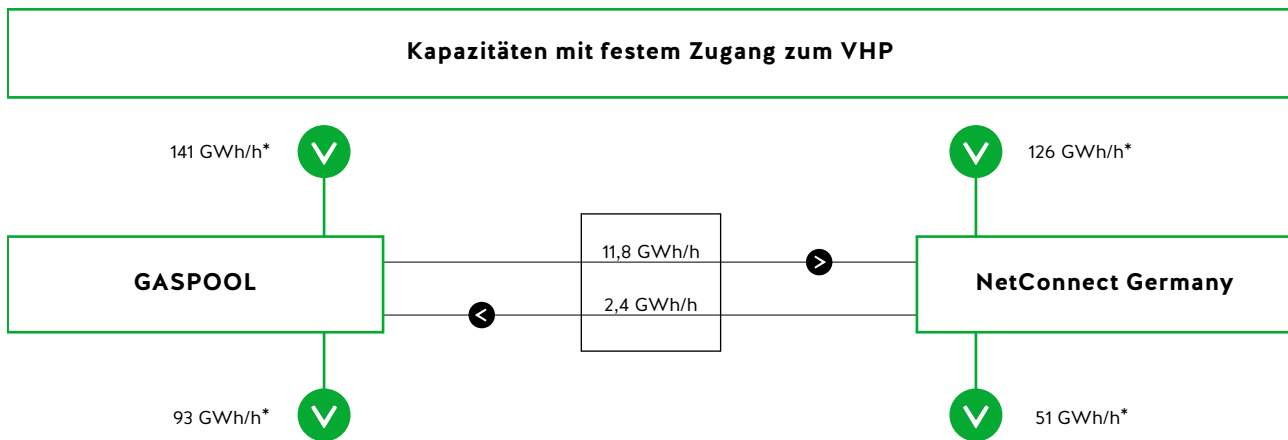 Kapazitäten mit festem Zugang zum VHP
141 GWh/h*
126 GWh/h*
11,8 GWh/h
GASPOOL
NetConnect Germany
2,4 GWh/h
93 GWh/h*
51 GWh/h*